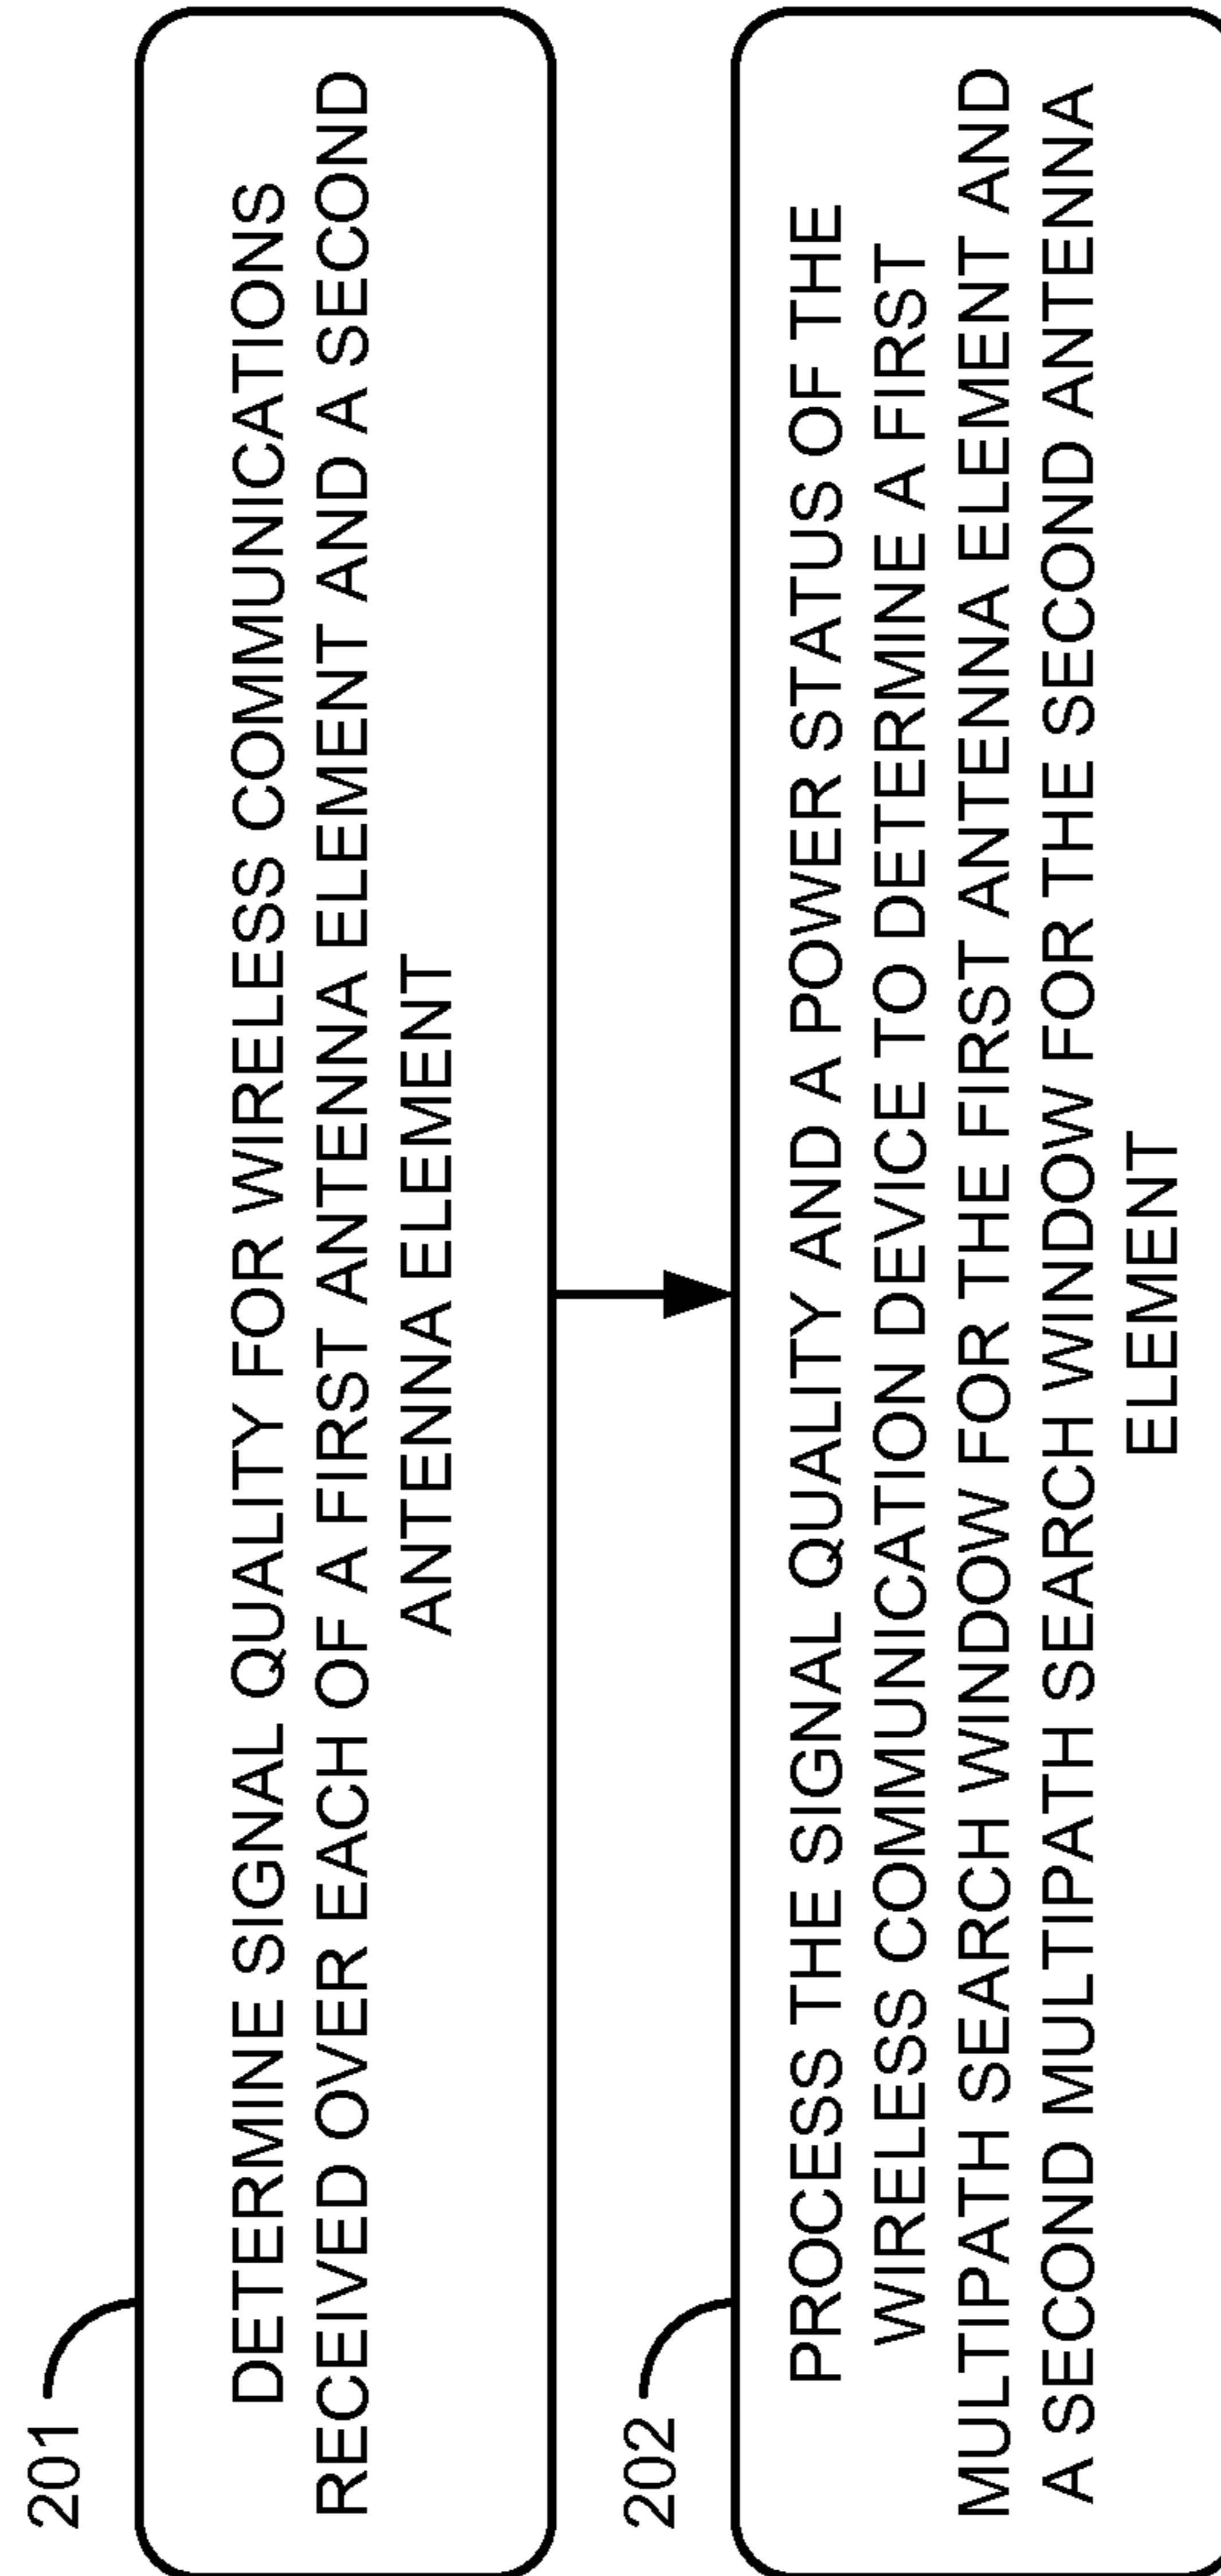 201
DETERMINE SIGNAL QUALITY FOR WIRELESS COMMUNICATIONS
RECEIVED OVER EACH OF A FIRST ANTENNA ELEMENT AND A SECOND
ANTENNA ELEMENT
202
PROCESS THE SIGNAL QUALITY AND A POWER STATUS OF THE
WIRELESS COMMUNICATION DEVICE TO DETERMINE A FIRST
MULTIPATH SEARCH WINDOW FOR THE FIRST ANTENNA ELEMENT AND
A SECOND MULTIPATH SEARCH WINDOW FOR THE SECOND ANTENNA
ELEMENT